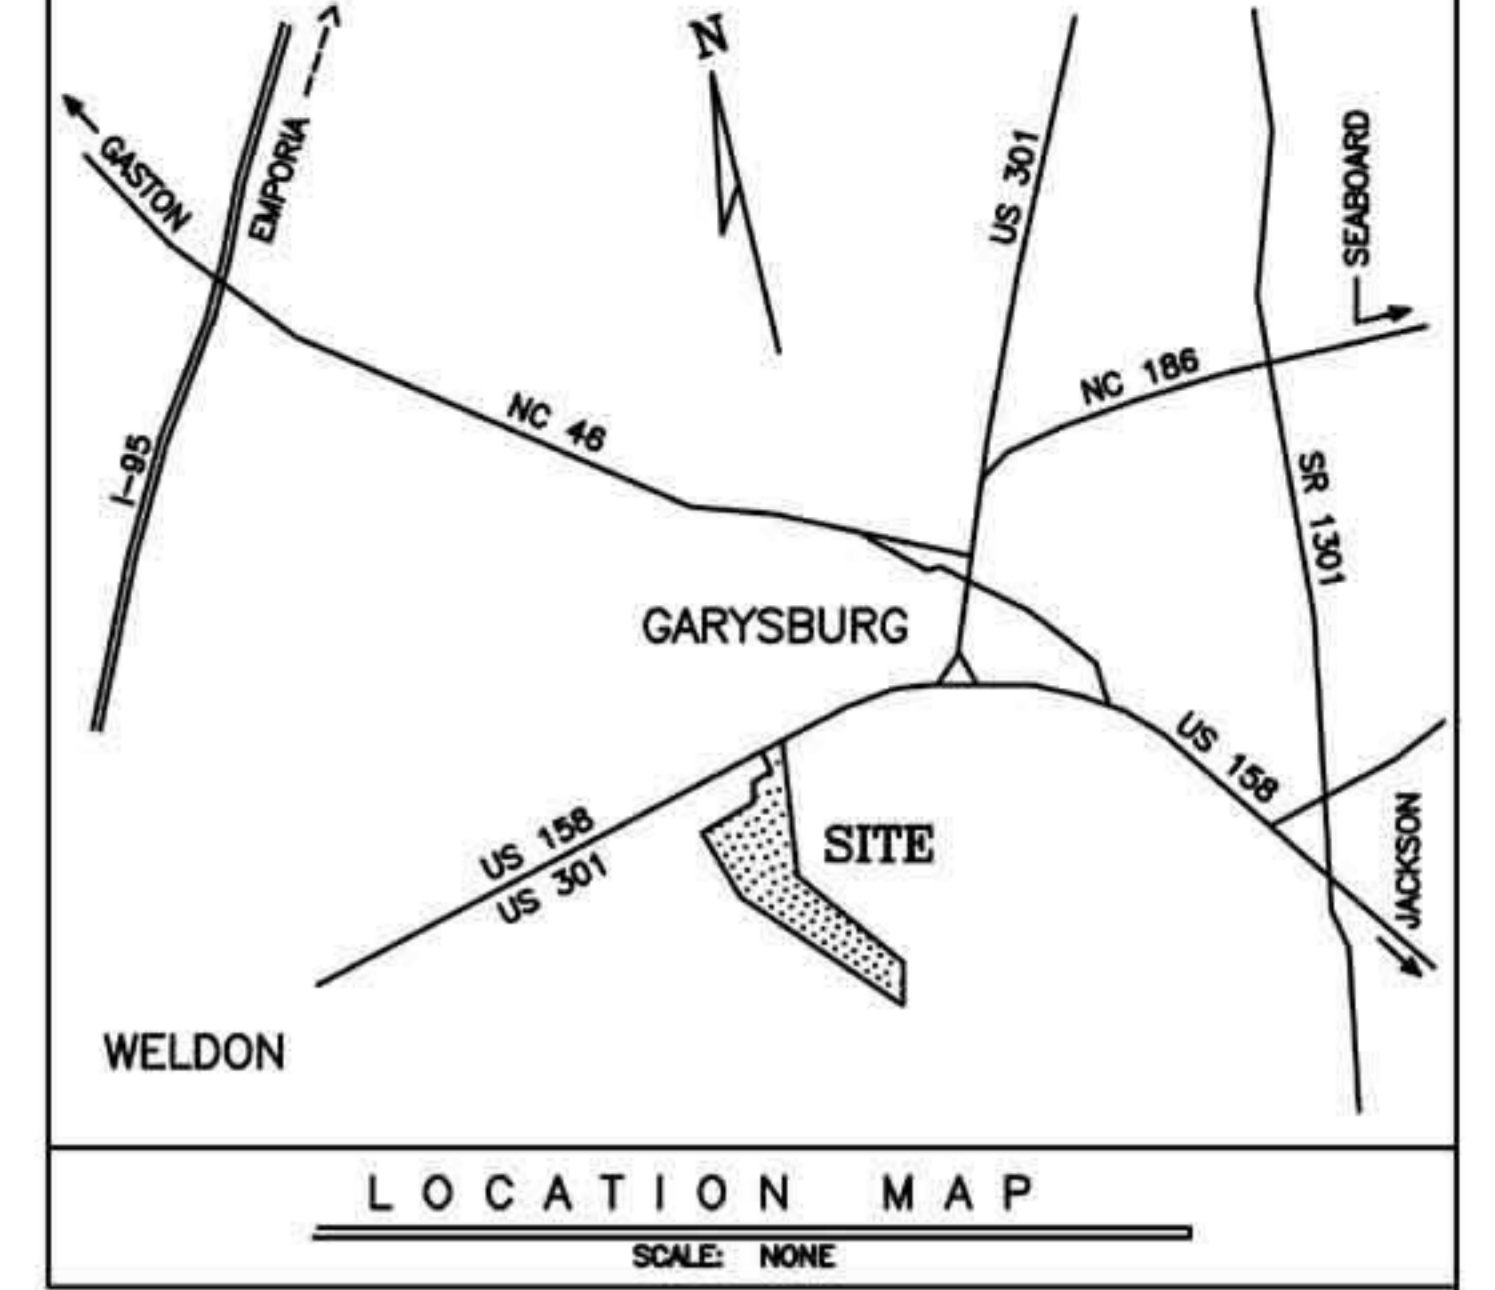 N
EMPORIA
GASTON
US 301
SEABOARD
NC 186
NC 46
I-95
SR 1301
GARYSBURG
US 158
US 158
US 301
SITE
JACKSON
WELDON
LOCATION MAP
SCALE: NONE